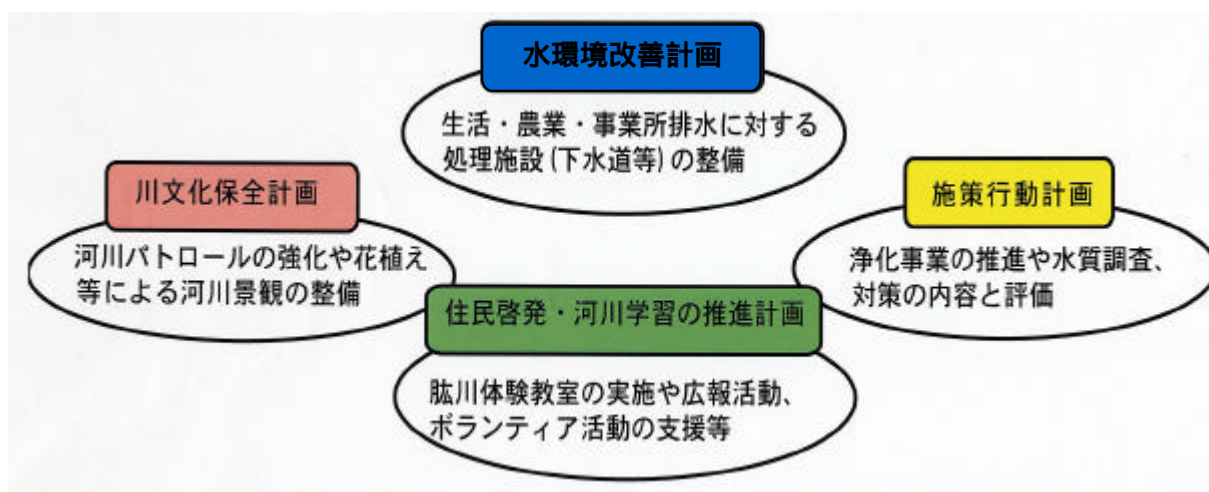 水環境改善計画
生活・農業・事業所排水に対する
処理施設(下水道等)の整備
川文化保全計画
河川パトロールの強化や花植え
等による河川景観の整備
施策行動計画
浄化事業の推進や水質調査、
対策の内容と評価
住民啓発・河川学習の推進計画
肱川体験教室の実施や広報活動、
ボランティア活動の支援等